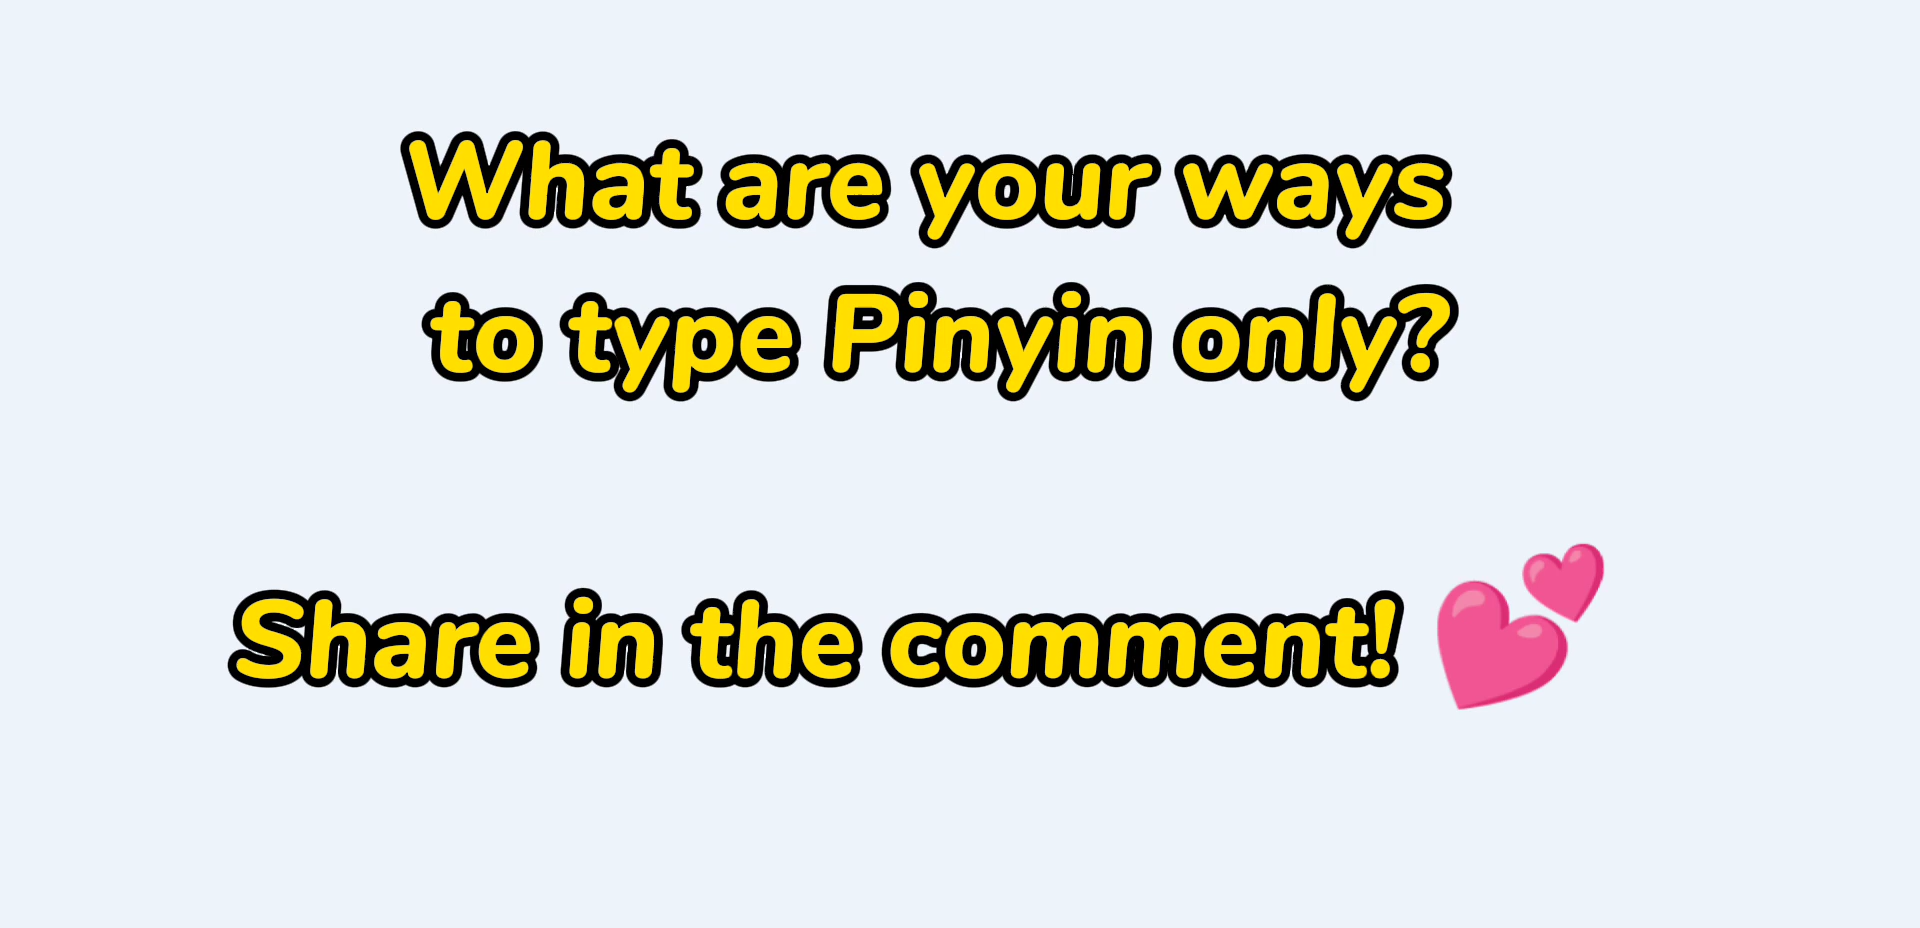 What are your ways
to type Pinyin only?
Share in the comment! 💕